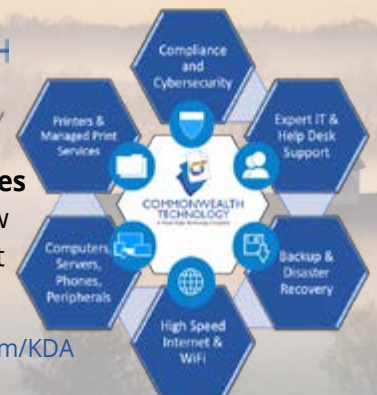 H
Compliance
and
Cybersecurity
Printers &
Managed Print
Services
Expert IT &
Help Desk
Support
es
w
t
COMMONWEALTH
TECHNOLOGY
Computers,
Servers,
Phones,
Peripherals
Backup &
Disaster
Recovery
High Speed
Internet &
WiFi
m/KDA